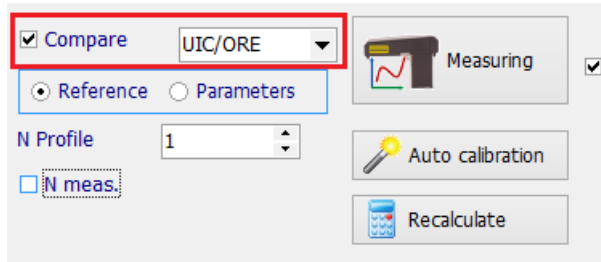 Compare UIC/ORE
Reference Parameters
N Profile 1
N meas.
Measuring
Auto calibration
Recalculate